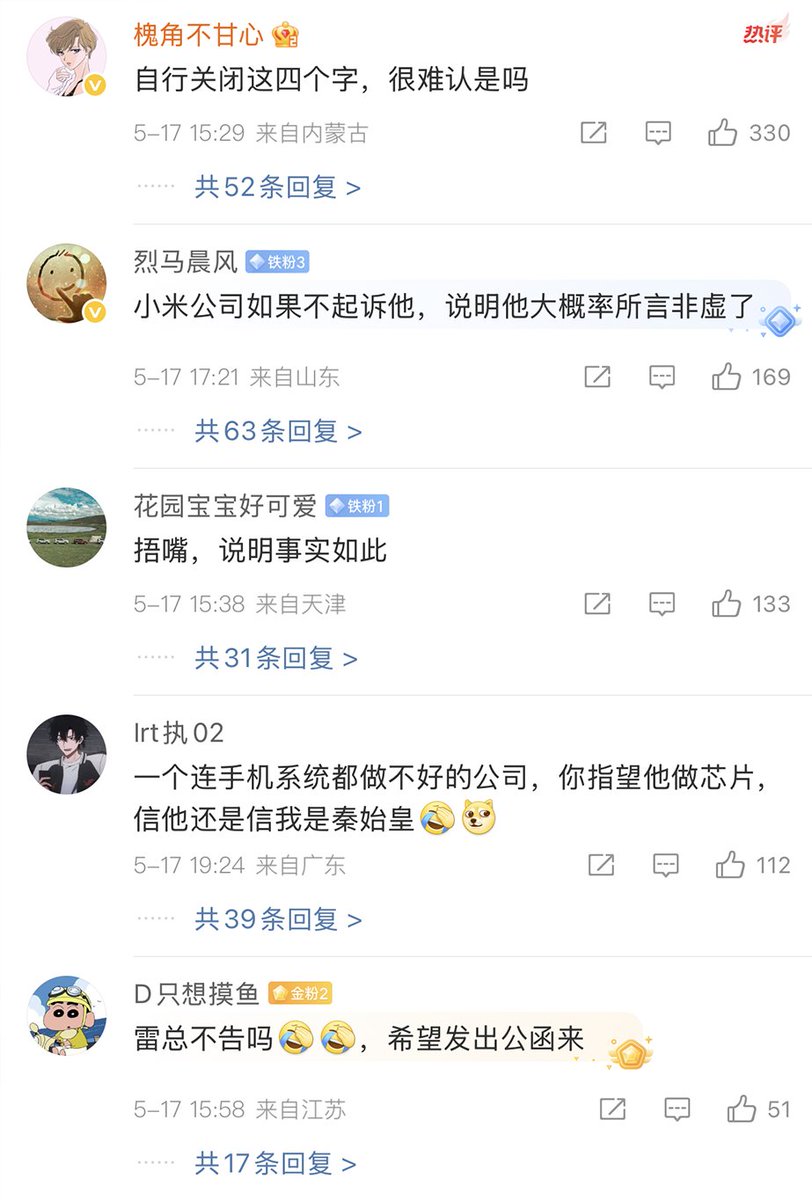 槐角不甘心
热评
自行关闭这四个字，很难认是吗
5-17 15:29 来自内蒙古
330
共52条回复 >
烈马晨风 铁粉3
小米公司如果不起诉他，说明他大概率所言非虚了
5-17 17:21 来自山东
169
共63条回复 >
花园宝宝好可爱 铁粉1
捂嘴，说明事实如此
5-17 15:38 来自天津
133
共31条回复 >
lrt执02
一个连手机系统都做不好的公司，你指望他做芯片，
信他还是信我是秦始皇
5-17 19:24 来自广东
112
共39条回复 >
D只想摸鱼 金粉2
雷总不告吗，希望发出公函来
5-17 15:58 来自江苏
51
共17条回复 >